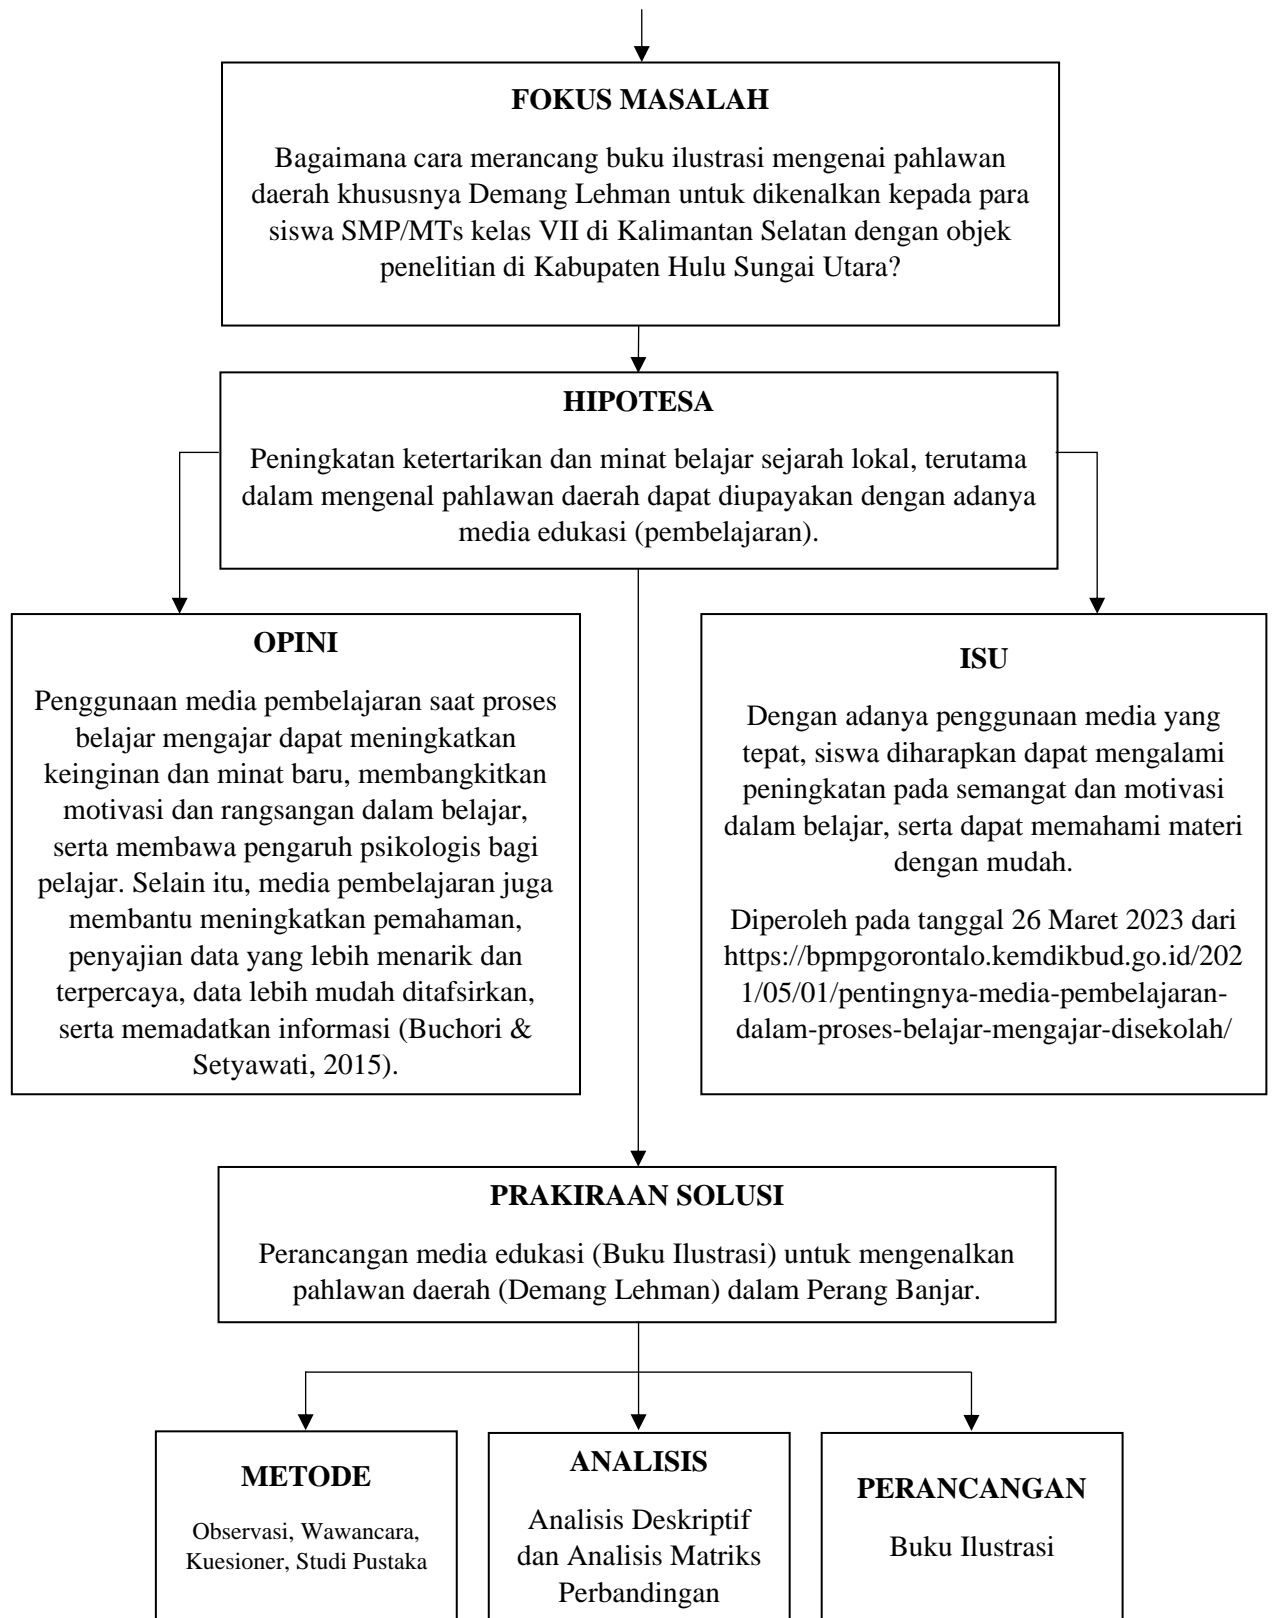 FOKUS MASALAH
Bagaimana cara merancang buku ilustrasi mengenai pahlawan
daerah khususnya Demang Lehman untuk dikenalkan kepada para
siswa SMP/MTs kelas VII di Kalimantan Selatan dengan objek
penelitian di Kabupaten Hulu Sungai Utara?
HIPOTESA
Peningkatan ketertarikan dan minat belajar sejarah lokal, terutama
dalam mengenal pahlawan daerah dapat diupayakan dengan adanya
media edukasi (pembelajaran).
OPINI
Penggunaan media pembelajaran saat proses
belajar mengajar dapat meningkatkan
keinginan dan minat baru, membangkitkan
motivasi dan rangsangan dalam belajar,
serta membawa pengaruh psikologis bagi
pelajar. Selain itu, media pembelajaran juga
membantu meningkatkan pemahaman,
penyajian data yang lebih menarik dan
terpercaya, data lebih mudah ditafsirkan,
serta memadatkan informasi (Buchori &
Setyawati, 2015).
ISU
Dengan adanya penggunaan media yang
tepat, siswa diharapkan dapat mengalami
peningkatan pada semangat dan motivasi
dalam belajar, serta dapat memahami materi
dengan mudah.
Diperoleh pada tanggal 26 Maret 2023 dari
https://bpmpgorontalo.kemdikbud.go.id/202
1/05/01/pentingnya-media-pembelajaran-
dalam-proses-belajar-mengajar-disekolah/
PRAKIRAAN SOLUSI
Perancangan media edukasi (Buku Ilustrasi) untuk mengenalkan
pahlawan daerah (Demang Lehman) dalam Perang Banjar.
METODE
Observasi, Wawancara,
Kuesioner, Studi Pustaka
ANALISIS
Analisis Deskriptif
dan Analisis Matriks
Perbandingan
PERANCANGAN
Buku Ilustrasi